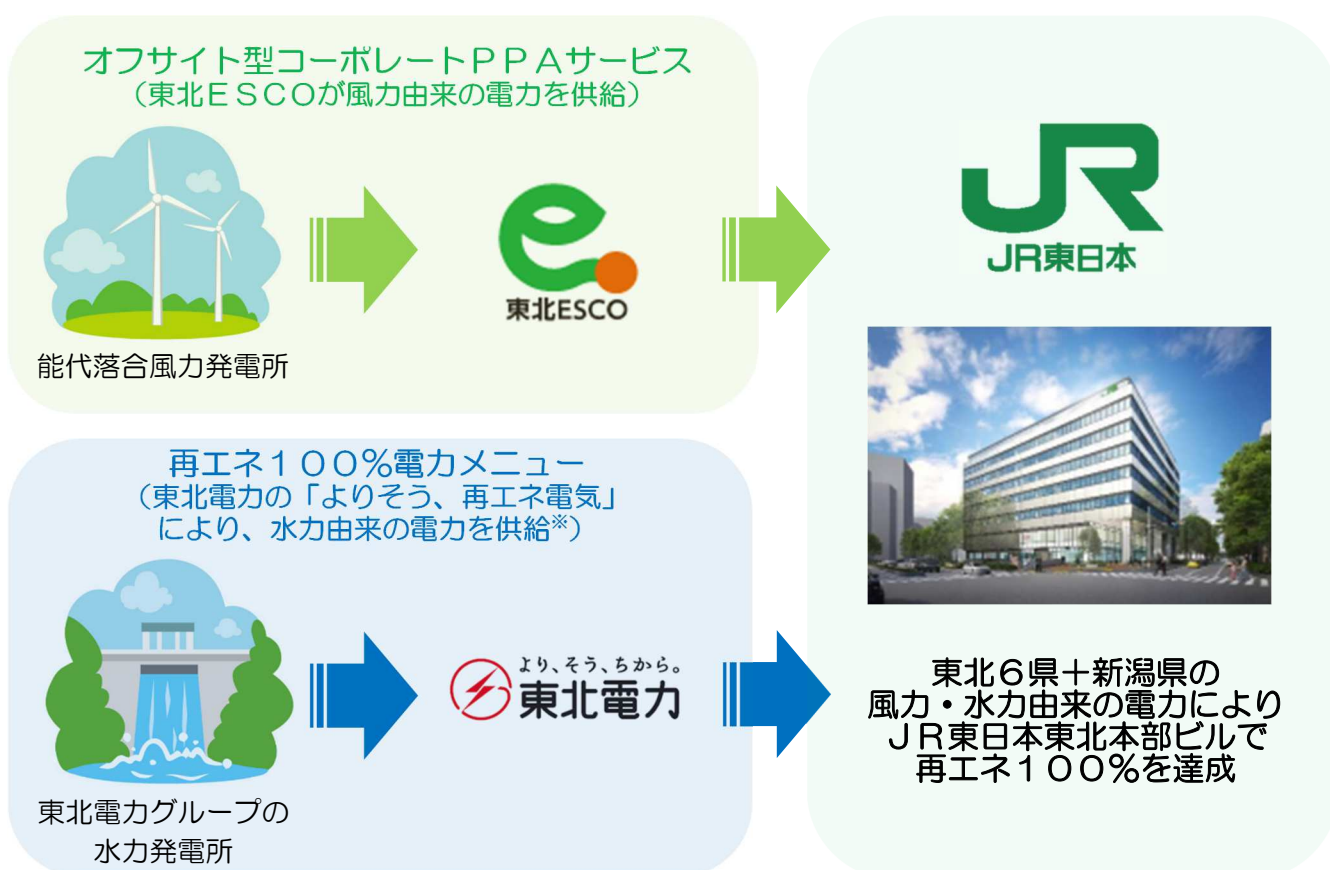 オフサイト型コーポレートPPAサービス
（東北ESCOが風力由来の電力を供給）
東北ESCO
能代落合風力発電所
再エネ100%電力メニュー
（東北電力の「よりそう、再エネ電気」
により、水力由来の電力を供給※）
より、そう、ちから。
東北電力
東北電力グループの
水力発電所
JR
JR東日本
東北6県+新潟県の
風力・水力由来の電力により
JR東日本東北本部ビルで
再エネ100%を達成